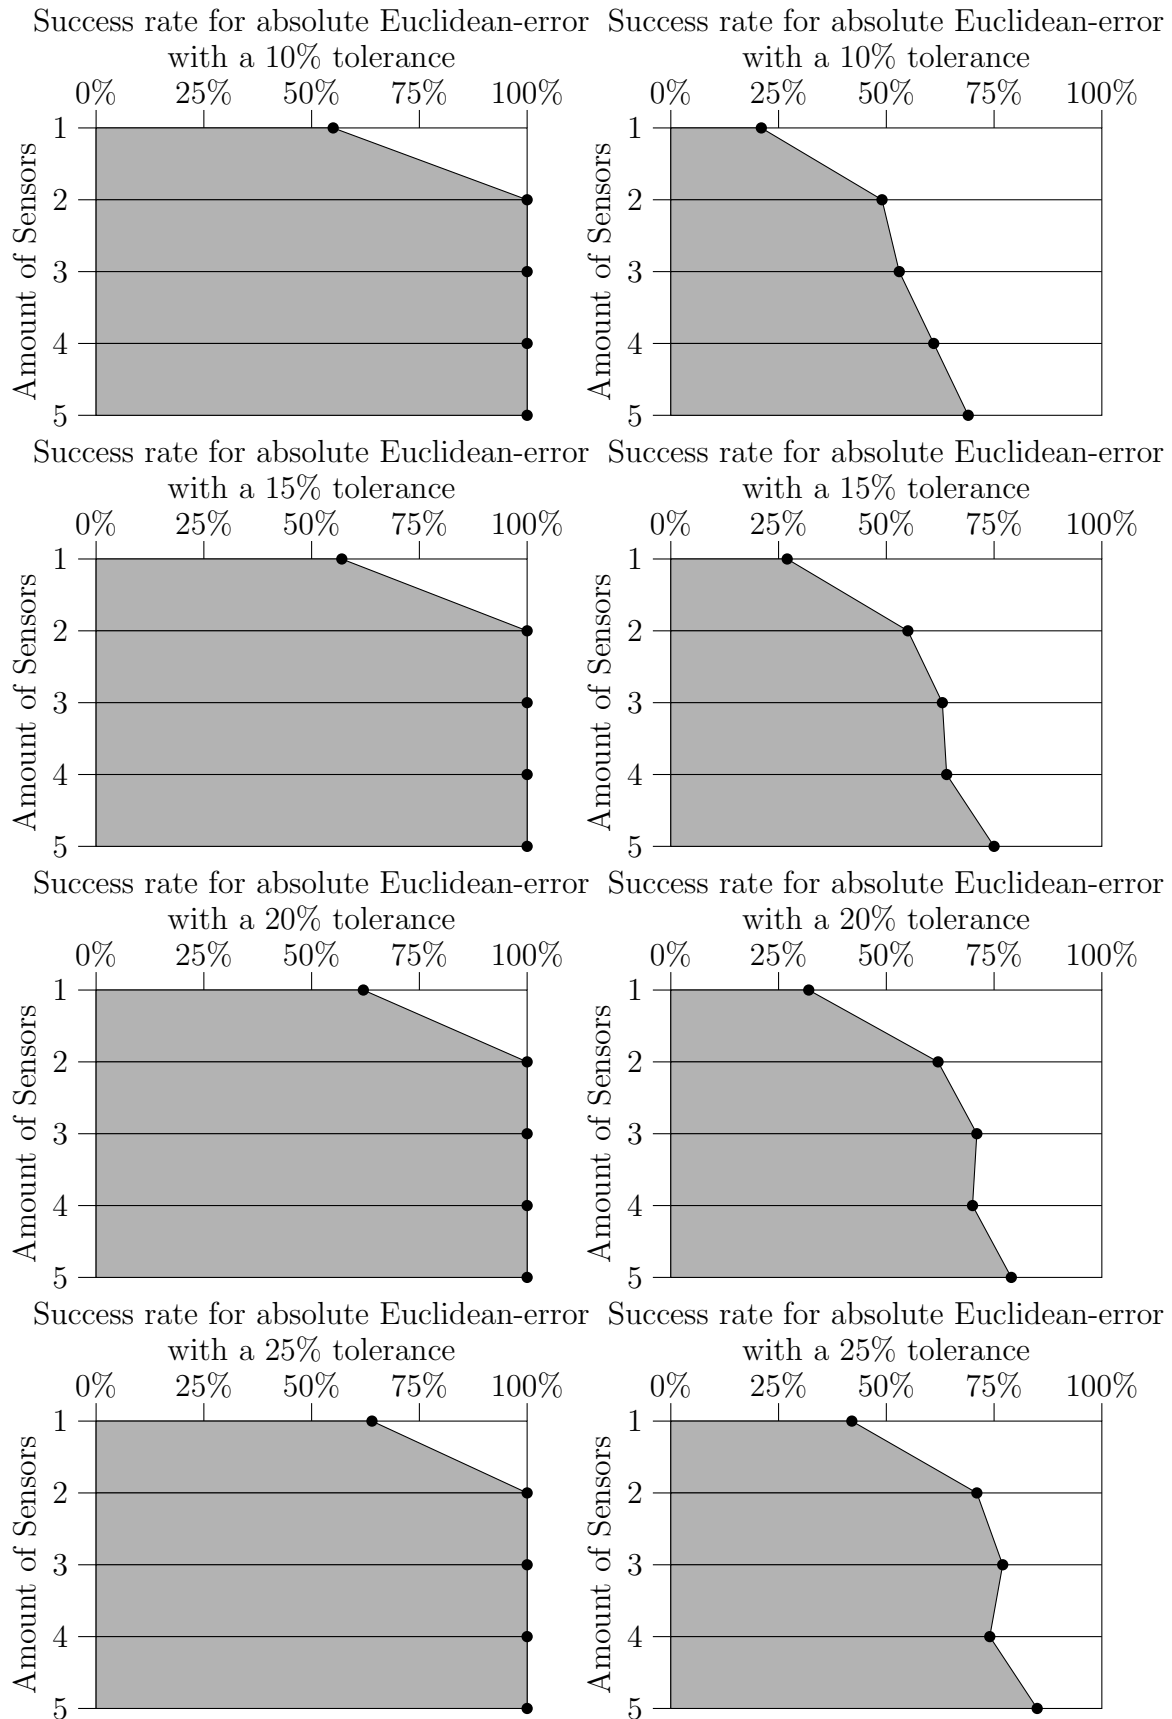 Success rate for absolute Euclidean-error
with a 10% tolerance
0% 25% 50% 75% 100%
Amount of Sensors
1
2
3
4
5
Success rate for absolute Euclidean-error
with a 10% tolerance
0% 25% 50% 75% 100%
Amount of Sensors
1
2
3
4
5
Success rate for absolute Euclidean-error
with a 15% tolerance
0% 25% 50% 75% 100%
Amount of Sensors
1
2
3
4
5
Success rate for absolute Euclidean-error
with a 15% tolerance
0% 25% 50% 75% 100%
Amount of Sensors
1
2
3
4
5
Success rate for absolute Euclidean-error
with a 20% tolerance
0% 25% 50% 75% 100%
Amount of Sensors
1
2
3
4
5
Success rate for absolute Euclidean-error
with a 20% tolerance
0% 25% 50% 75% 100%
Amount of Sensors
1
2
3
4
5
Success rate for absolute Euclidean-error
with a 25% tolerance
0% 25% 50% 75% 100%
Amount of Sensors
1
2
3
4
5
Success rate for absolute Euclidean-error
with a 25% tolerance
0% 25% 50% 75% 100%
Amount of Sensors
1
2
3
4
5